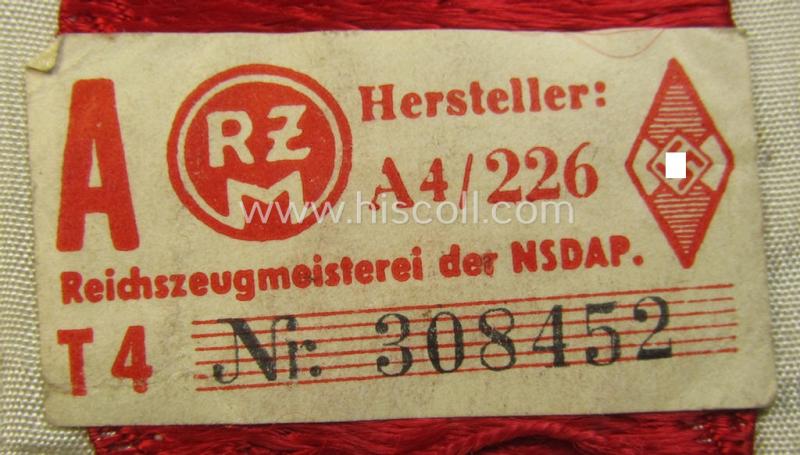 A RZM Hersteller:
A4/226
www.hiscoll.com
Reichszeugmeisterei der NSDAP.
T4 Nr. 308452